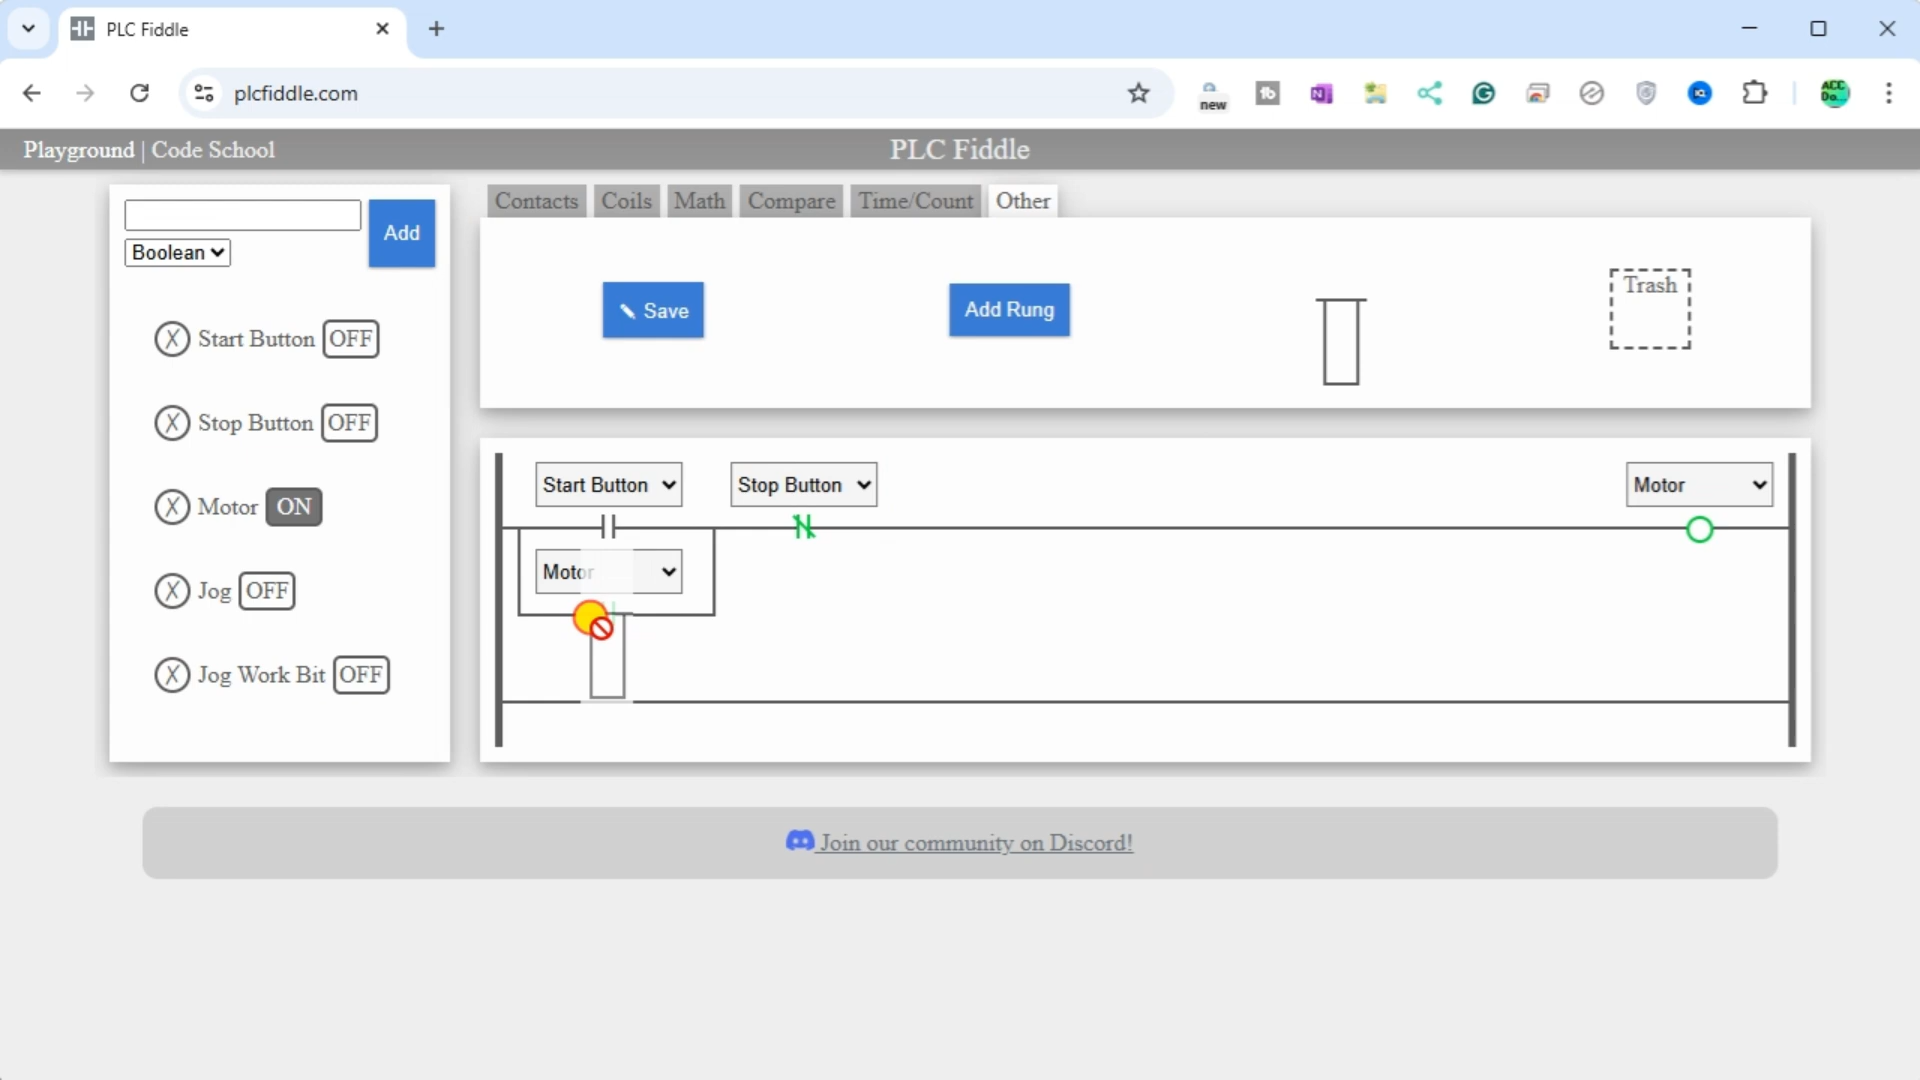 PLC Fiddle
plcfiddle.com
new
ACC
Do...
Playground | Code School
PLC Fiddle
Add
Boolean
Contacts Coils Math Compare Time/Count Other
Save
Add Rung
Trash
X Start Button OFF
X Stop Button OFF
X Motor ON
X Jog OFF
X Jog Work Bit OFF
Start Button
Stop Button
Motor
Motor
Join our community on Discord!